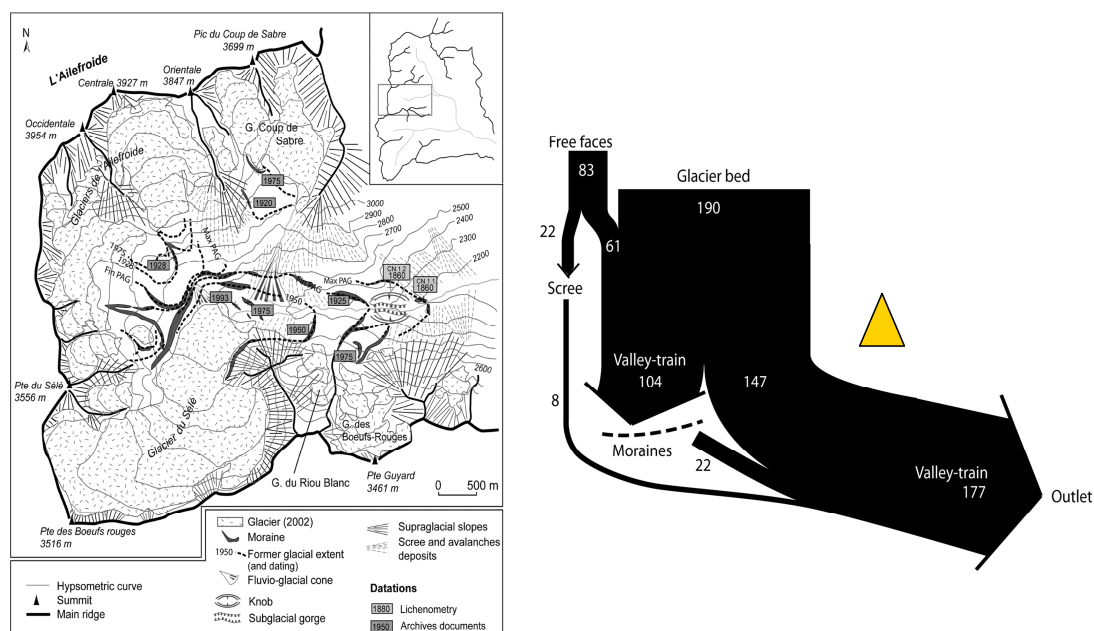 N
Pic du Coup de Sabre
3699 m
L'Ailefroide
Orientale
3847 m
Centrale 3927 m
Occidentale
3954 m
G. Coup de
Sabre
Glaciers de l'Ailefroide
1975
1920
3000
2900
2800
2700
2500
2400
2300
2200
Max PAG
1975
1928
1928
Fin PAG
CN.1.2
1860
CN.1.1
1860
Fin PAG
Max PAG
1993
1950
1925
1975
1950
1975
2600
Pte du Sélé
3556 m
Glacier du Sélé
G. des
Boeufs-Rouges
G. du Riou Blanc
Pte Guyard
3461 m
0 500 m
Pte des Boeufs rouges
3516 m
Glacier (2002)
Moraine
1950 Former glacial extent
(and dating)
Fluvio-glacial cone
Knob
Subglacial gorge
Supraglacial slopes
Scree and avalanches
deposits
Datations
1880 Lichenometry
1950 Archives documents
Hypsometric curve
Summit
Main ridge
Free faces
83
Glacier bed
190
22
61
Scree
Valley-train
104
147
8
Moraines
22
Valley-train
177
Outlet